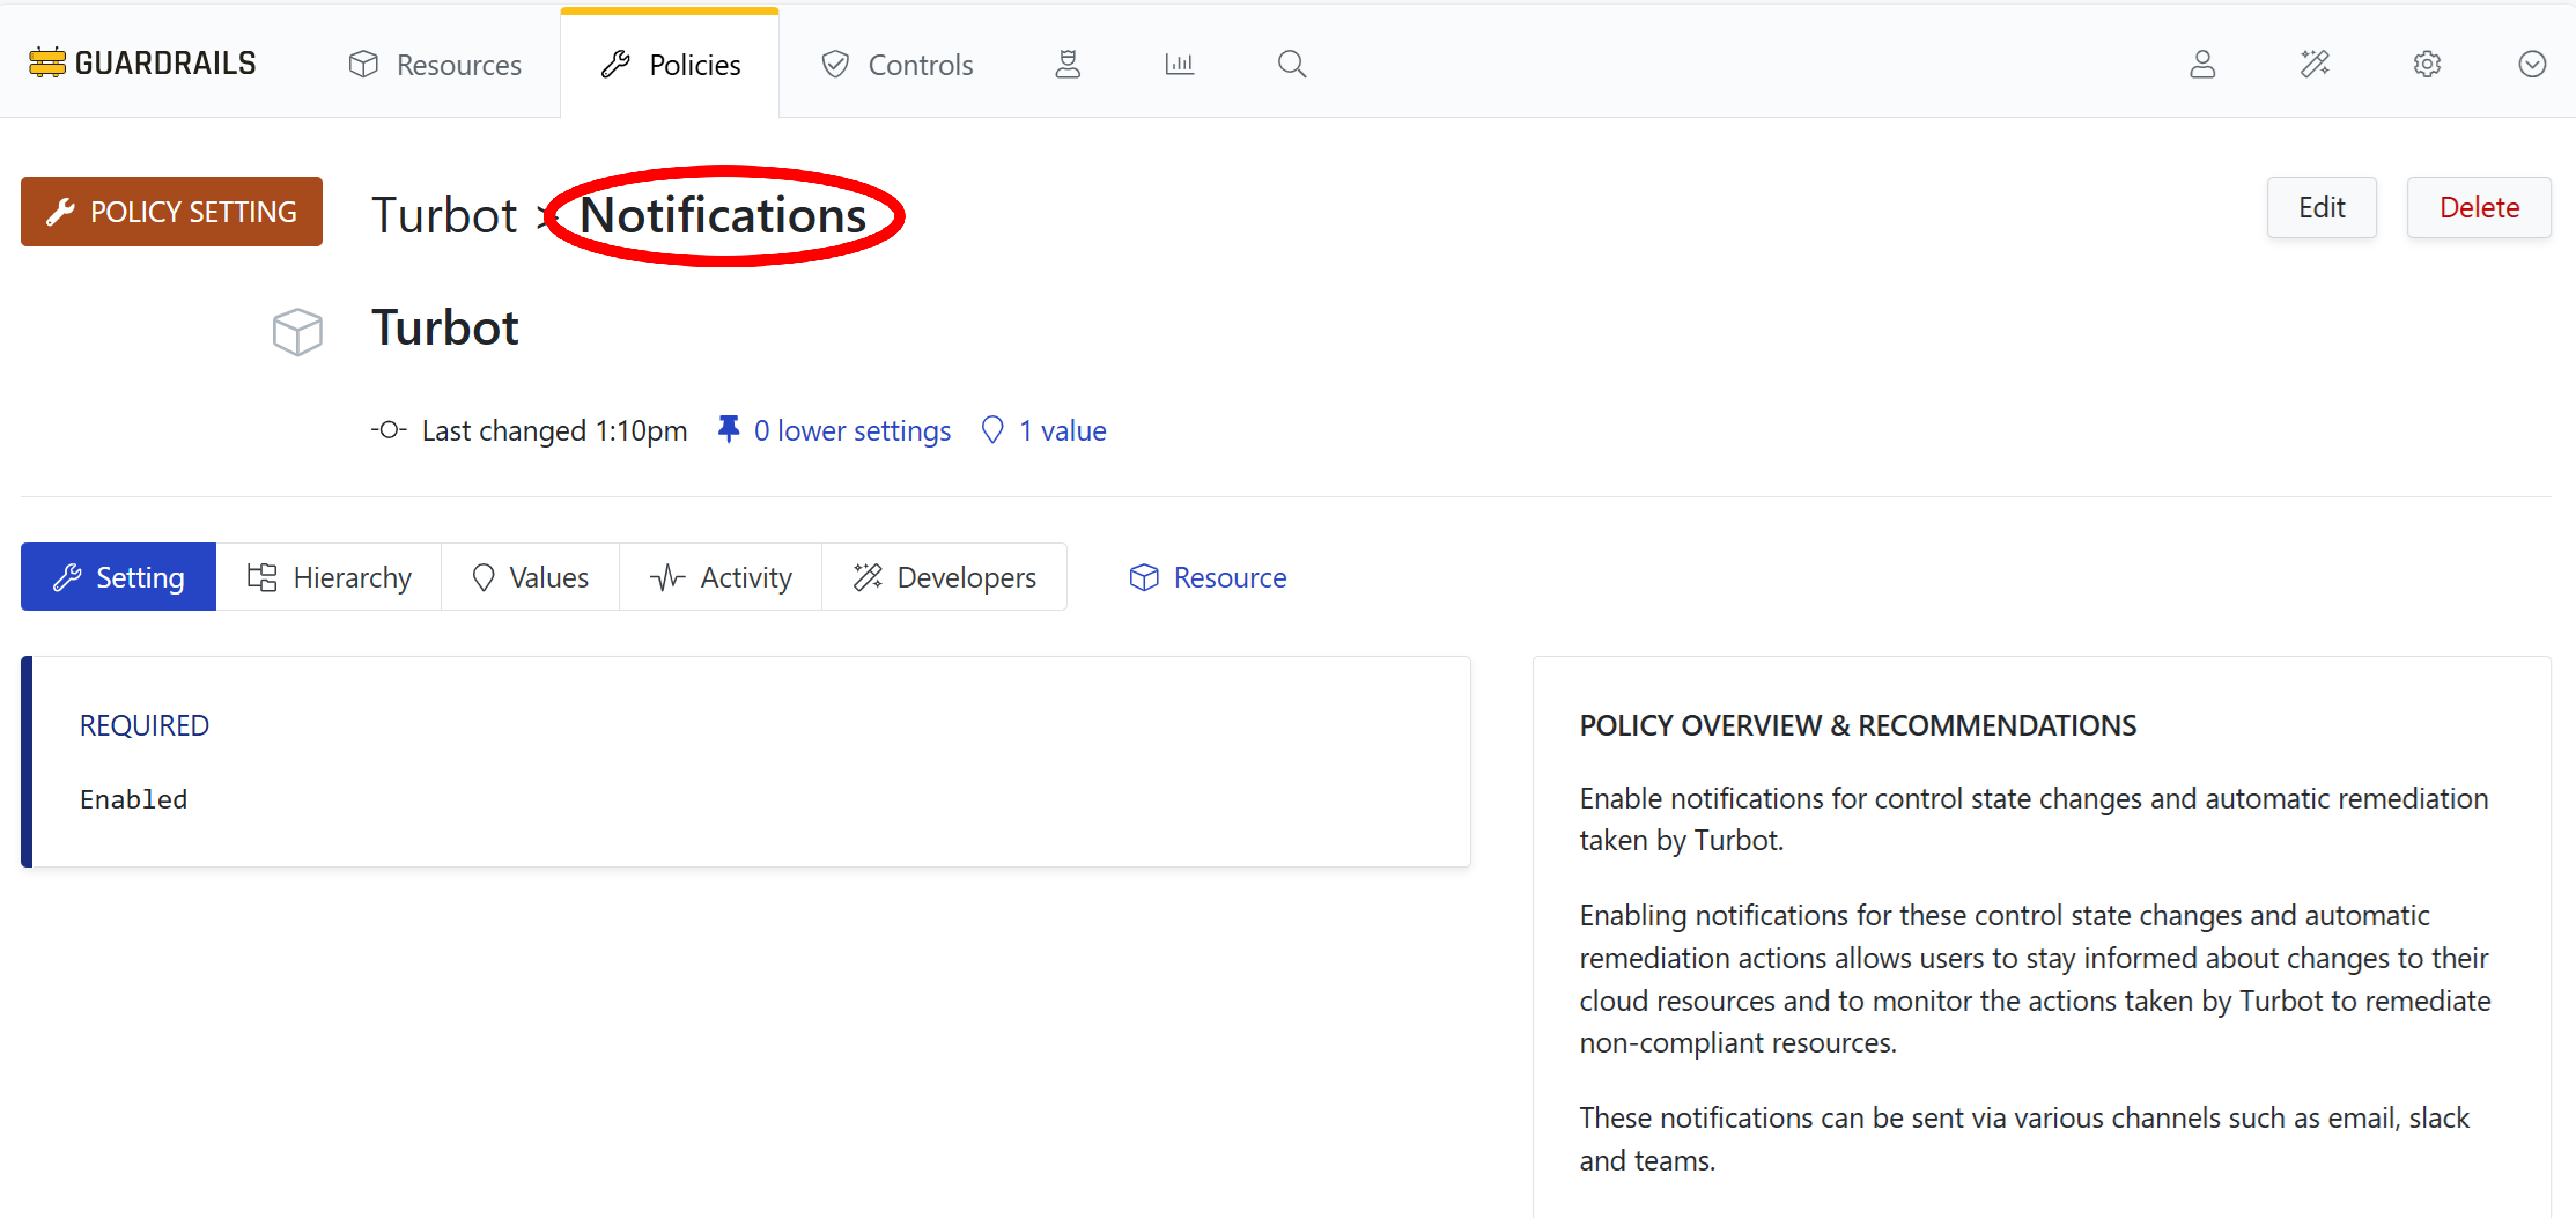 GUARDRAILS Resources Policies Controls
POLICY SETTING Turbot > Notifications Edit Delete
Turbot
Last changed 1:10pm 0 lower settings 1 value
Setting Hierarchy Values Activity Developers Resource
REQUIRED
Enabled
POLICY OVERVIEW & RECOMMENDATIONS
Enable notifications for control state changes and automatic remediation
taken by Turbot.
Enabling notifications for these control state changes and automatic
remediation actions allows users to stay informed about changes to their
cloud resources and to monitor the actions taken by Turbot to remediate
non-compliant resources.
These notifications can be sent via various channels such as email, slack
and teams.